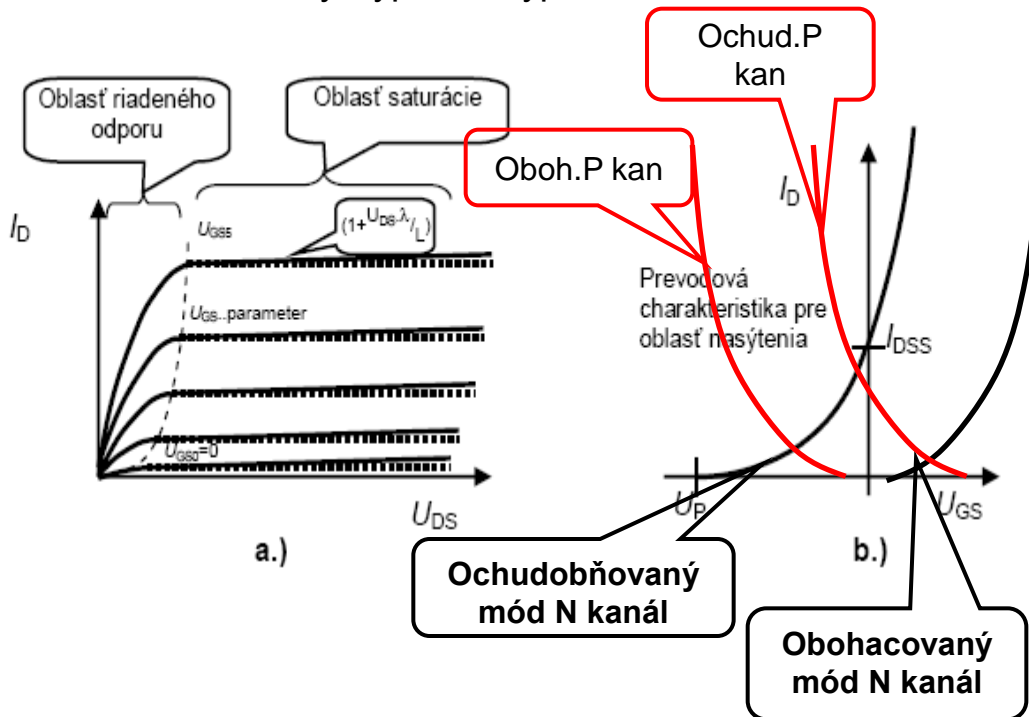 Ochud.P
kan
Oblasť riadeného
odporu
Oblasť saturácie
Oboh.P kan
I_D
U_GS5
(1+U_DS.λ/L)
U_GS..parameter
U_GS0=0
U_DS
a.)
I_D
Prevodová
charakteristika pre
oblasť nasýtenia
I_DSS
U_P
U_GS
b.)
Ochudobňovaný
mód N kanál
Obohacovaný
mód N kanál